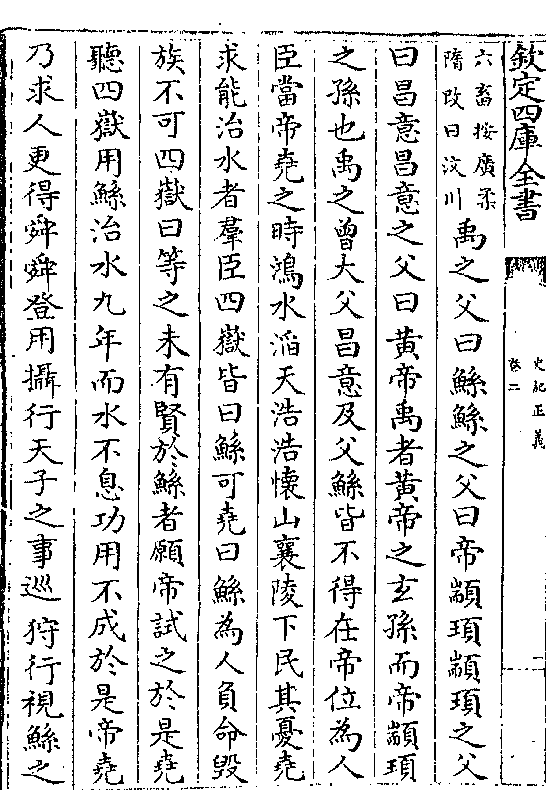 欽定四庫全書
史記正義
卷二
二
六畜按廣柔
隋改曰汶川
禹之父曰鯀鯀之父曰帝顓頊顓頊之父
曰昌意昌意之父曰黃帝禹者黃帝之玄孫而帝顓頊
之孫也禹之曾大父昌意及父鯀皆不得在帝位為人
臣當帝堯之時鴻水滔天浩浩懐山襄陵下民其憂堯
求能治水者羣臣四嶽皆曰鯀可堯曰鯀為人負命毀
族不可四嶽曰等之未有賢於鯀者願帝試之於是堯
聽四嶽用鯀治水九年而水不息功用不成於是帝堯
乃求人更得舜舜登用攝行天子之事巡狩行視鯀之